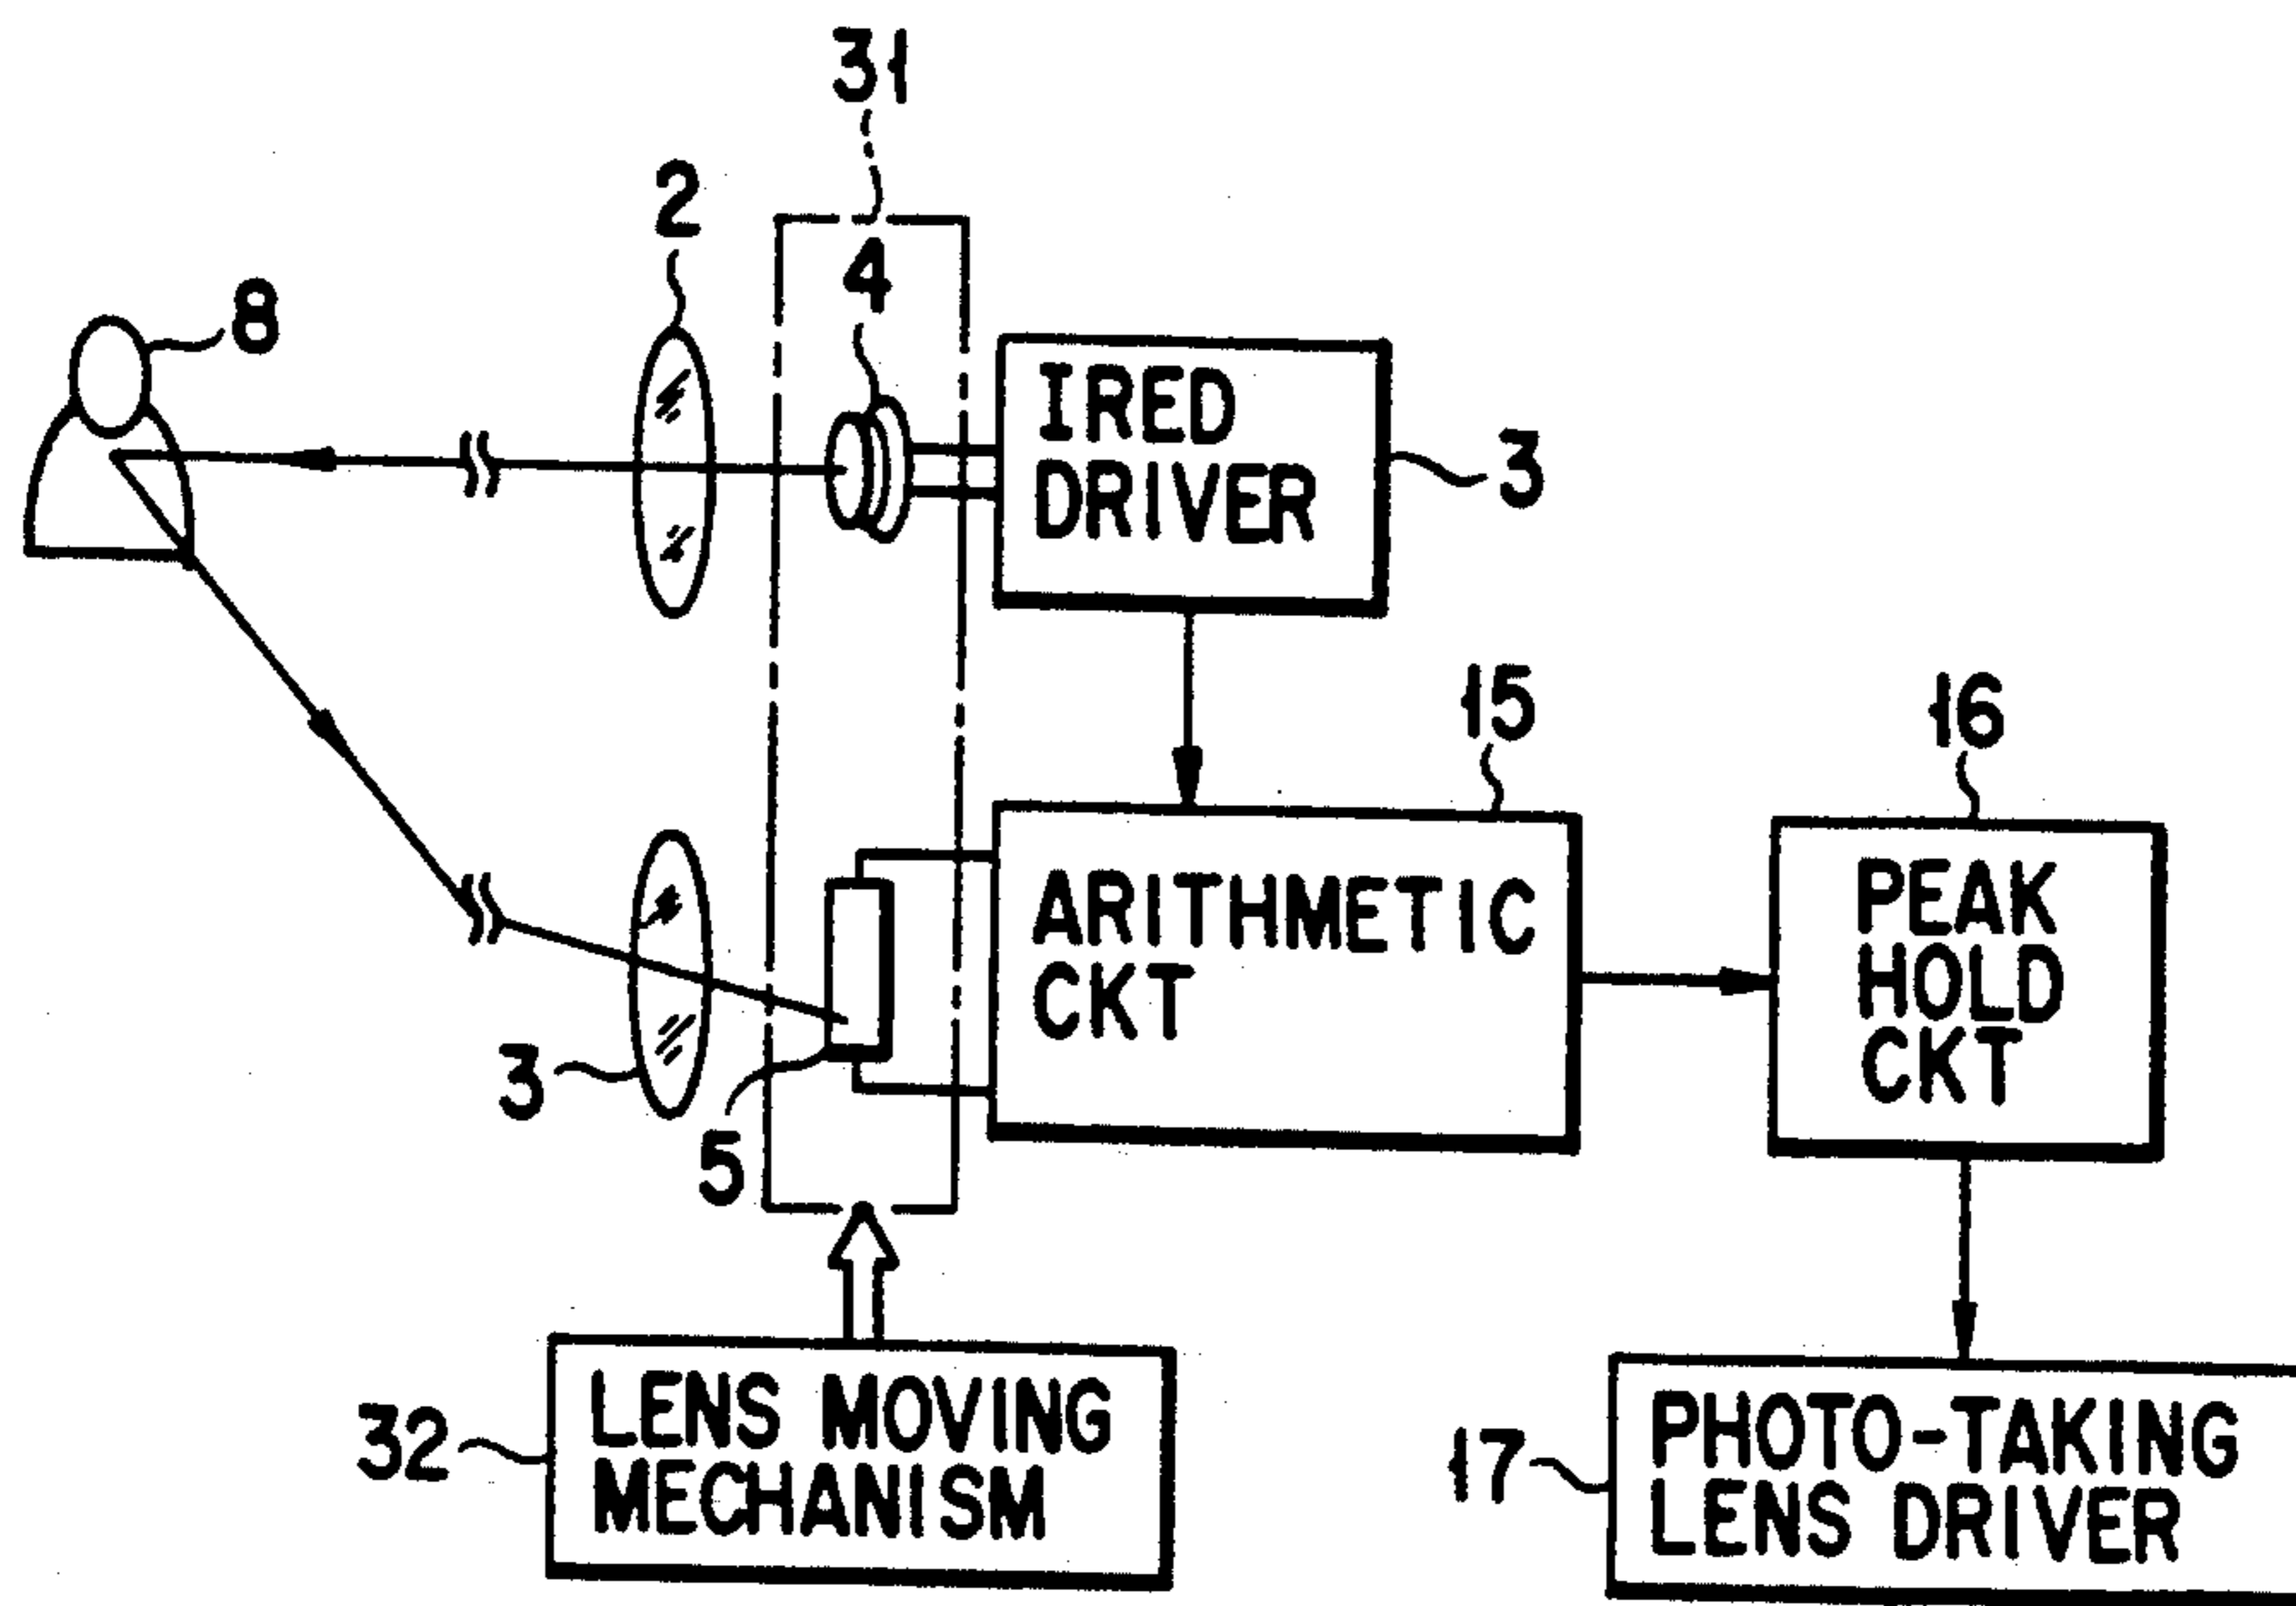 31
2
4
8
IRED
DRIVER
3
15
16
ARITHMETIC
CKT
PEAK
HOLD
CKT
3
5
LENS MOVING
MECHANISM
32
17
PHOTO-TAKING
LENS DRIVER